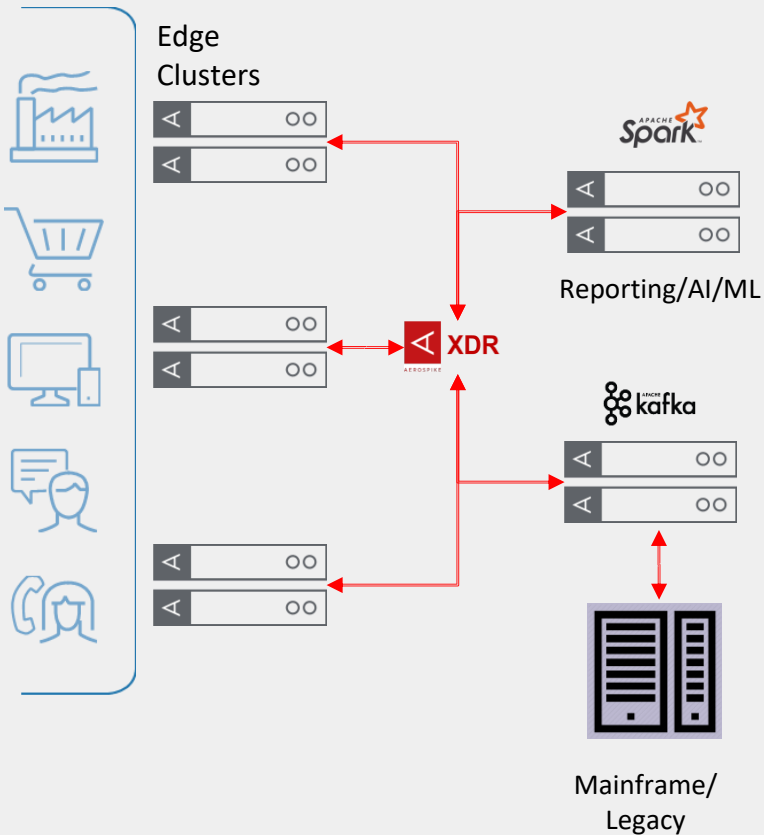 Edge
Clusters
APACHE
Spark
Reporting/AI/ML
XDR
AEROSPIKE
APACHE
kafka
Mainframe/
Legacy